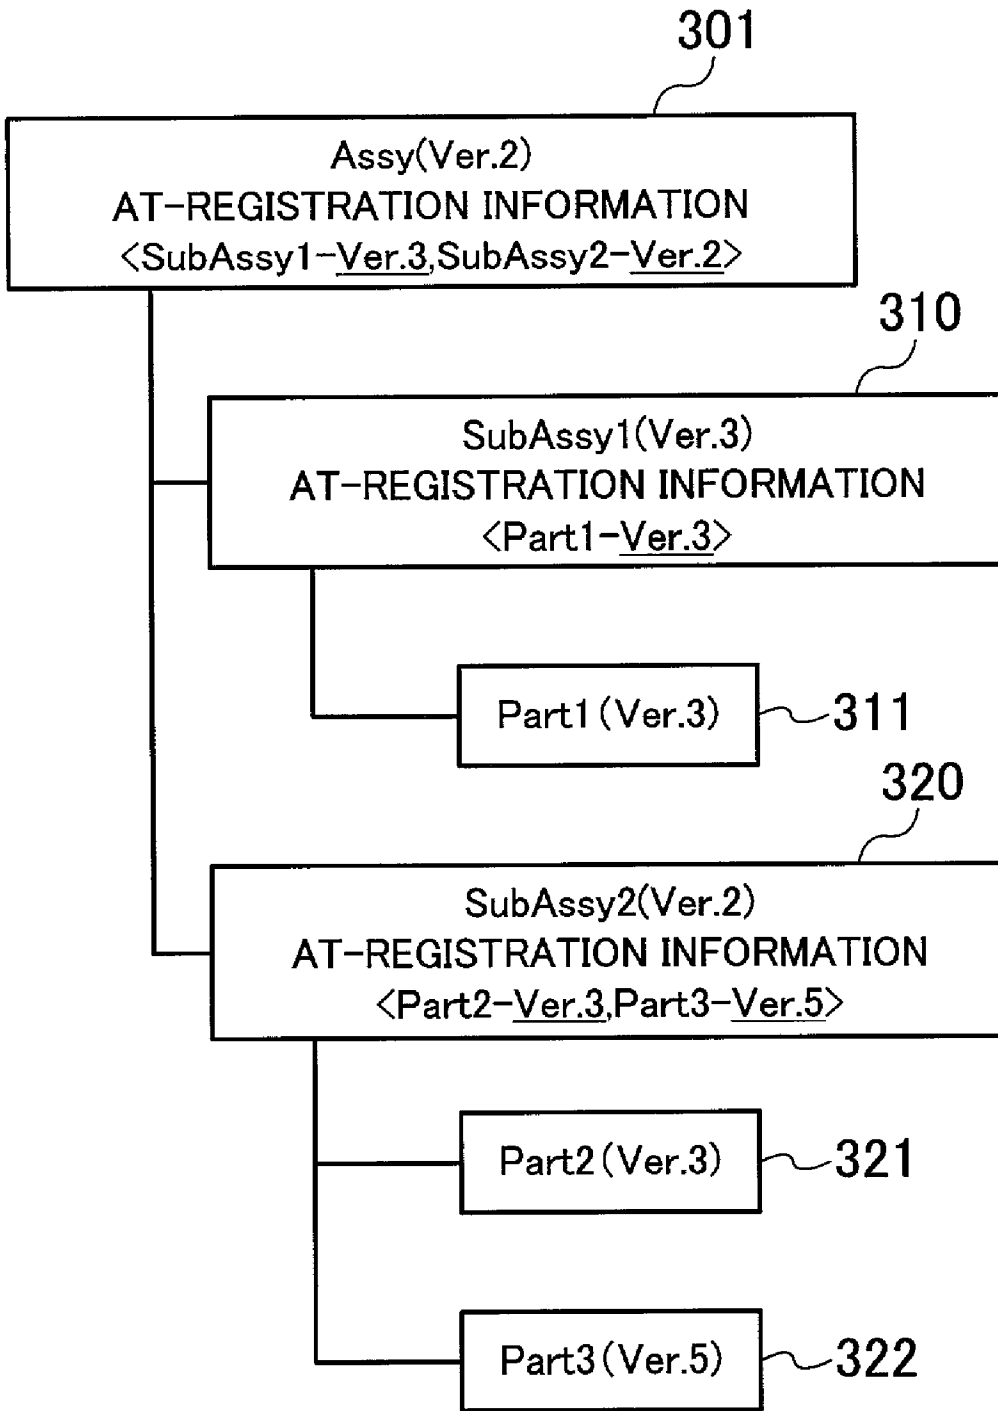 301
Assy(Ver.2)
AT-REGISTRATION INFORMATION
<SubAssy1-Ver.3,SubAssy2-Ver.2>
310
SubAssy1(Ver.3)
AT-REGISTRATION INFORMATION
<Part1-Ver.3>
Part1(Ver.3)
311
320
SubAssy2(Ver.2)
AT-REGISTRATION INFORMATION
<Part2-Ver.3,Part3-Ver.5>
Part2(Ver.3)
321
Part3(Ver.5)
322